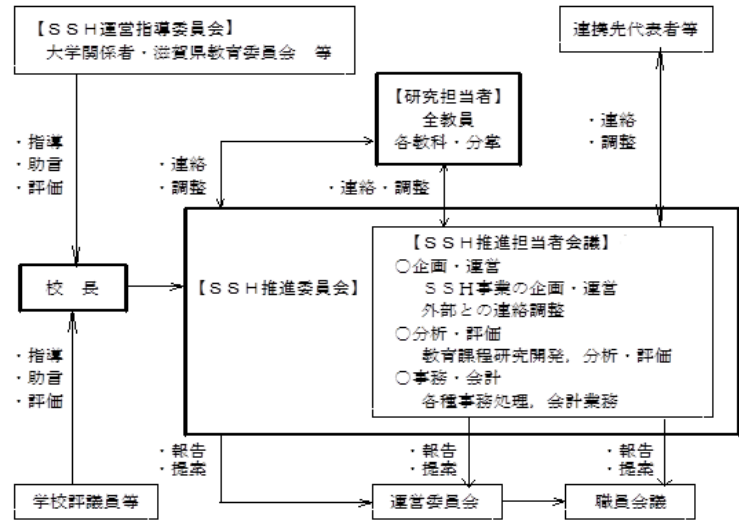 【ＳＳＨ運営指導委員会】
大学関係者・滋賀県教育委員会　等
連携先代表者等
【研究担当者】
全教員
各教科・分掌
・指導
・助言
・評価
・連絡
・調整
・連絡・調整
・連絡
・調整
校　長
【ＳＳＨ推進委員会】
【ＳＳＨ推進担当者会議】
○企画・運営
ＳＳＨ事業の企画・運営
外部との連絡調整
○分析・評価
教育課程研究開発，分析・評価
○事務・会計
各種事務処理，会計業務
・指導
・助言
・評価
・報告
・提案
・報告
・提案
・報告
・提案
学校評議員等
運営委員会
職員会議